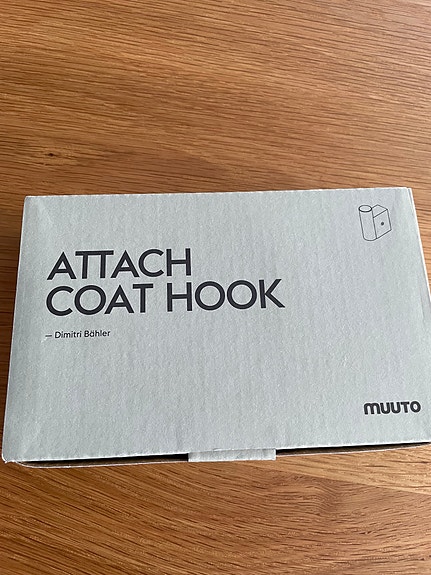 ATTACH
COAT HOOK
— Dimitri Bähler
muuto